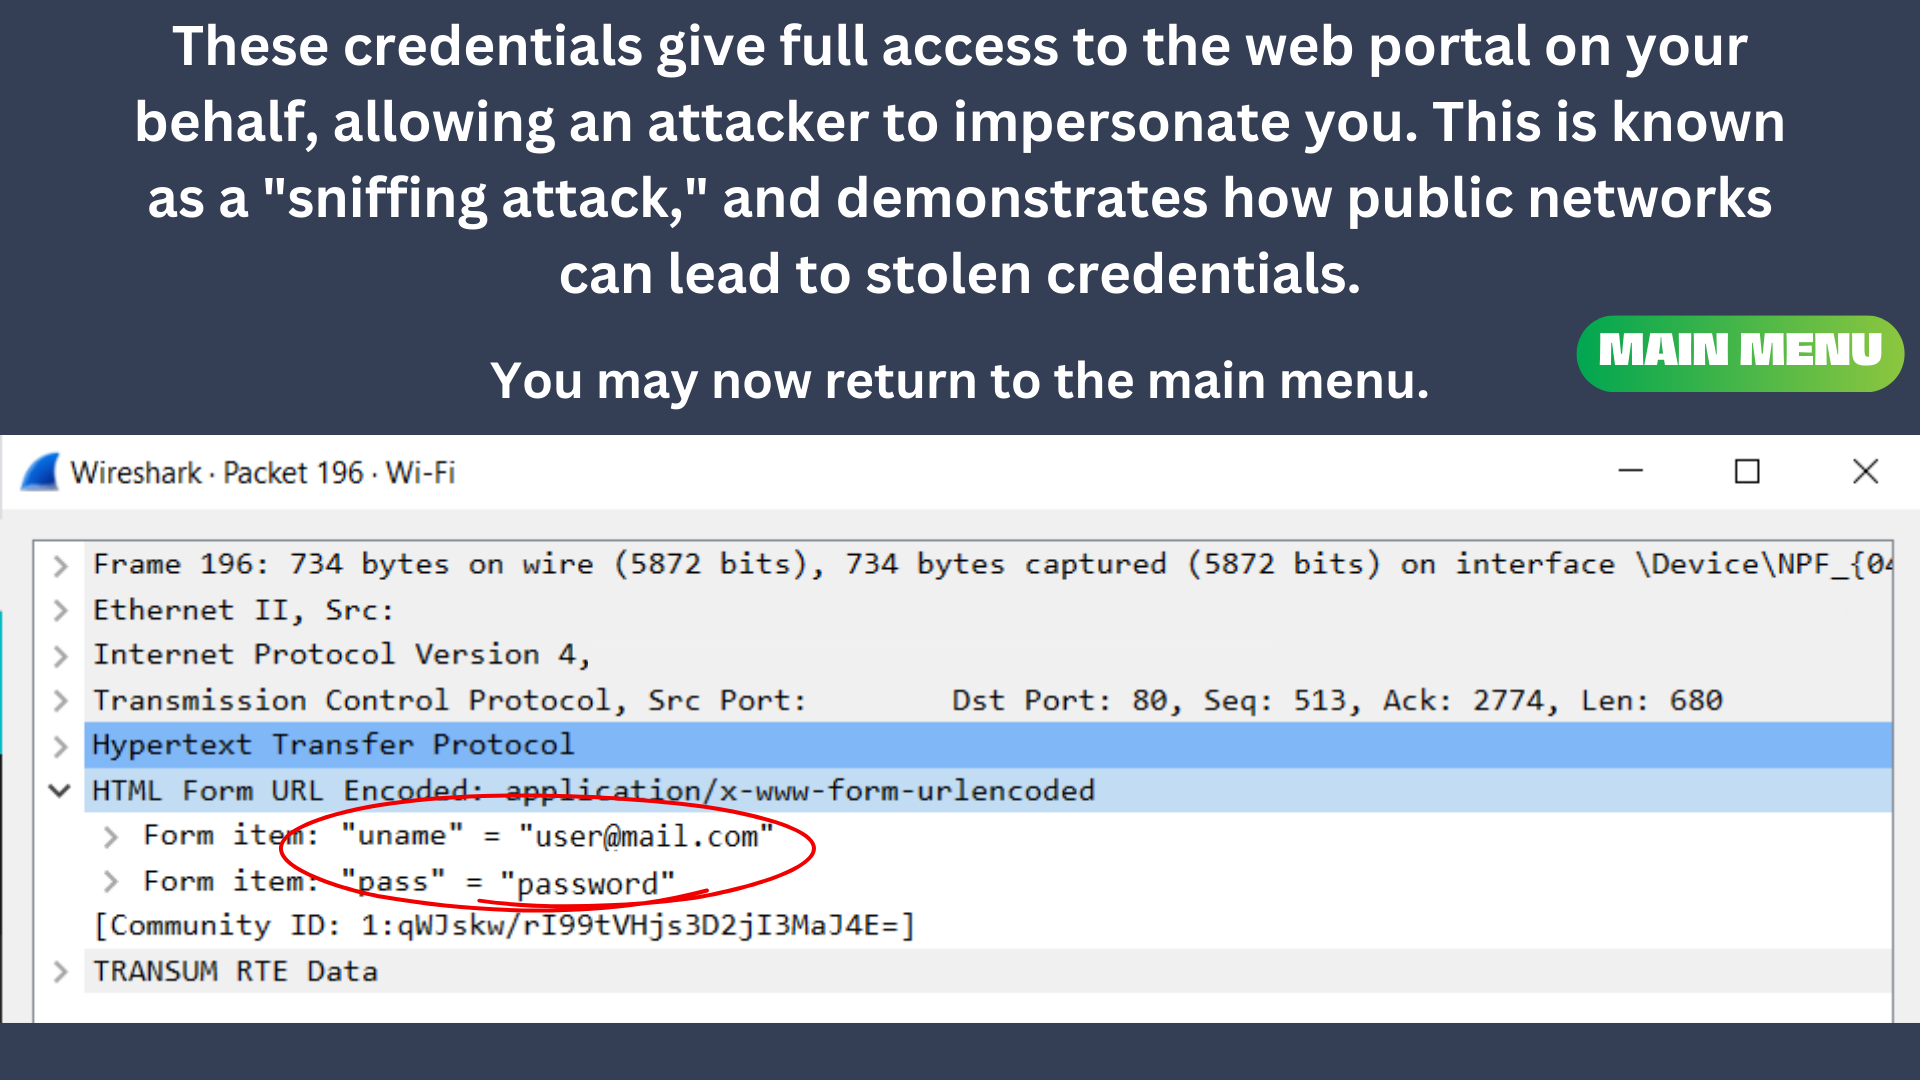 These credentials give full access to the web portal on your
behalf, allowing an attacker to impersonate you. This is known
as a "sniffing attack," and demonstrates how public networks
can lead to stolen credentials.
MAIN MENU
You may now return to the main menu.
Wireshark · Packet 196 · Wi-Fi
Frame 196: 734 bytes on wire (5872 bits), 734 bytes captured (5872 bits) on interface \Device\NPF_{04
Ethernet II, Src:
Internet Protocol Version 4,
Transmission Control Protocol, Src Port: Dst Port: 80, Seq: 513, Ack: 2774, Len: 680
Hypertext Transfer Protocol
HTML Form URL Encoded: application/x-www-form-urlencoded
Form item: "uname" = "user@mail.com"
Form item: "pass" = "password"
[Community ID: 1:qWJskw/rI99tVHjs3D2jI3MaJ4E=]
TRANSUM RTE Data